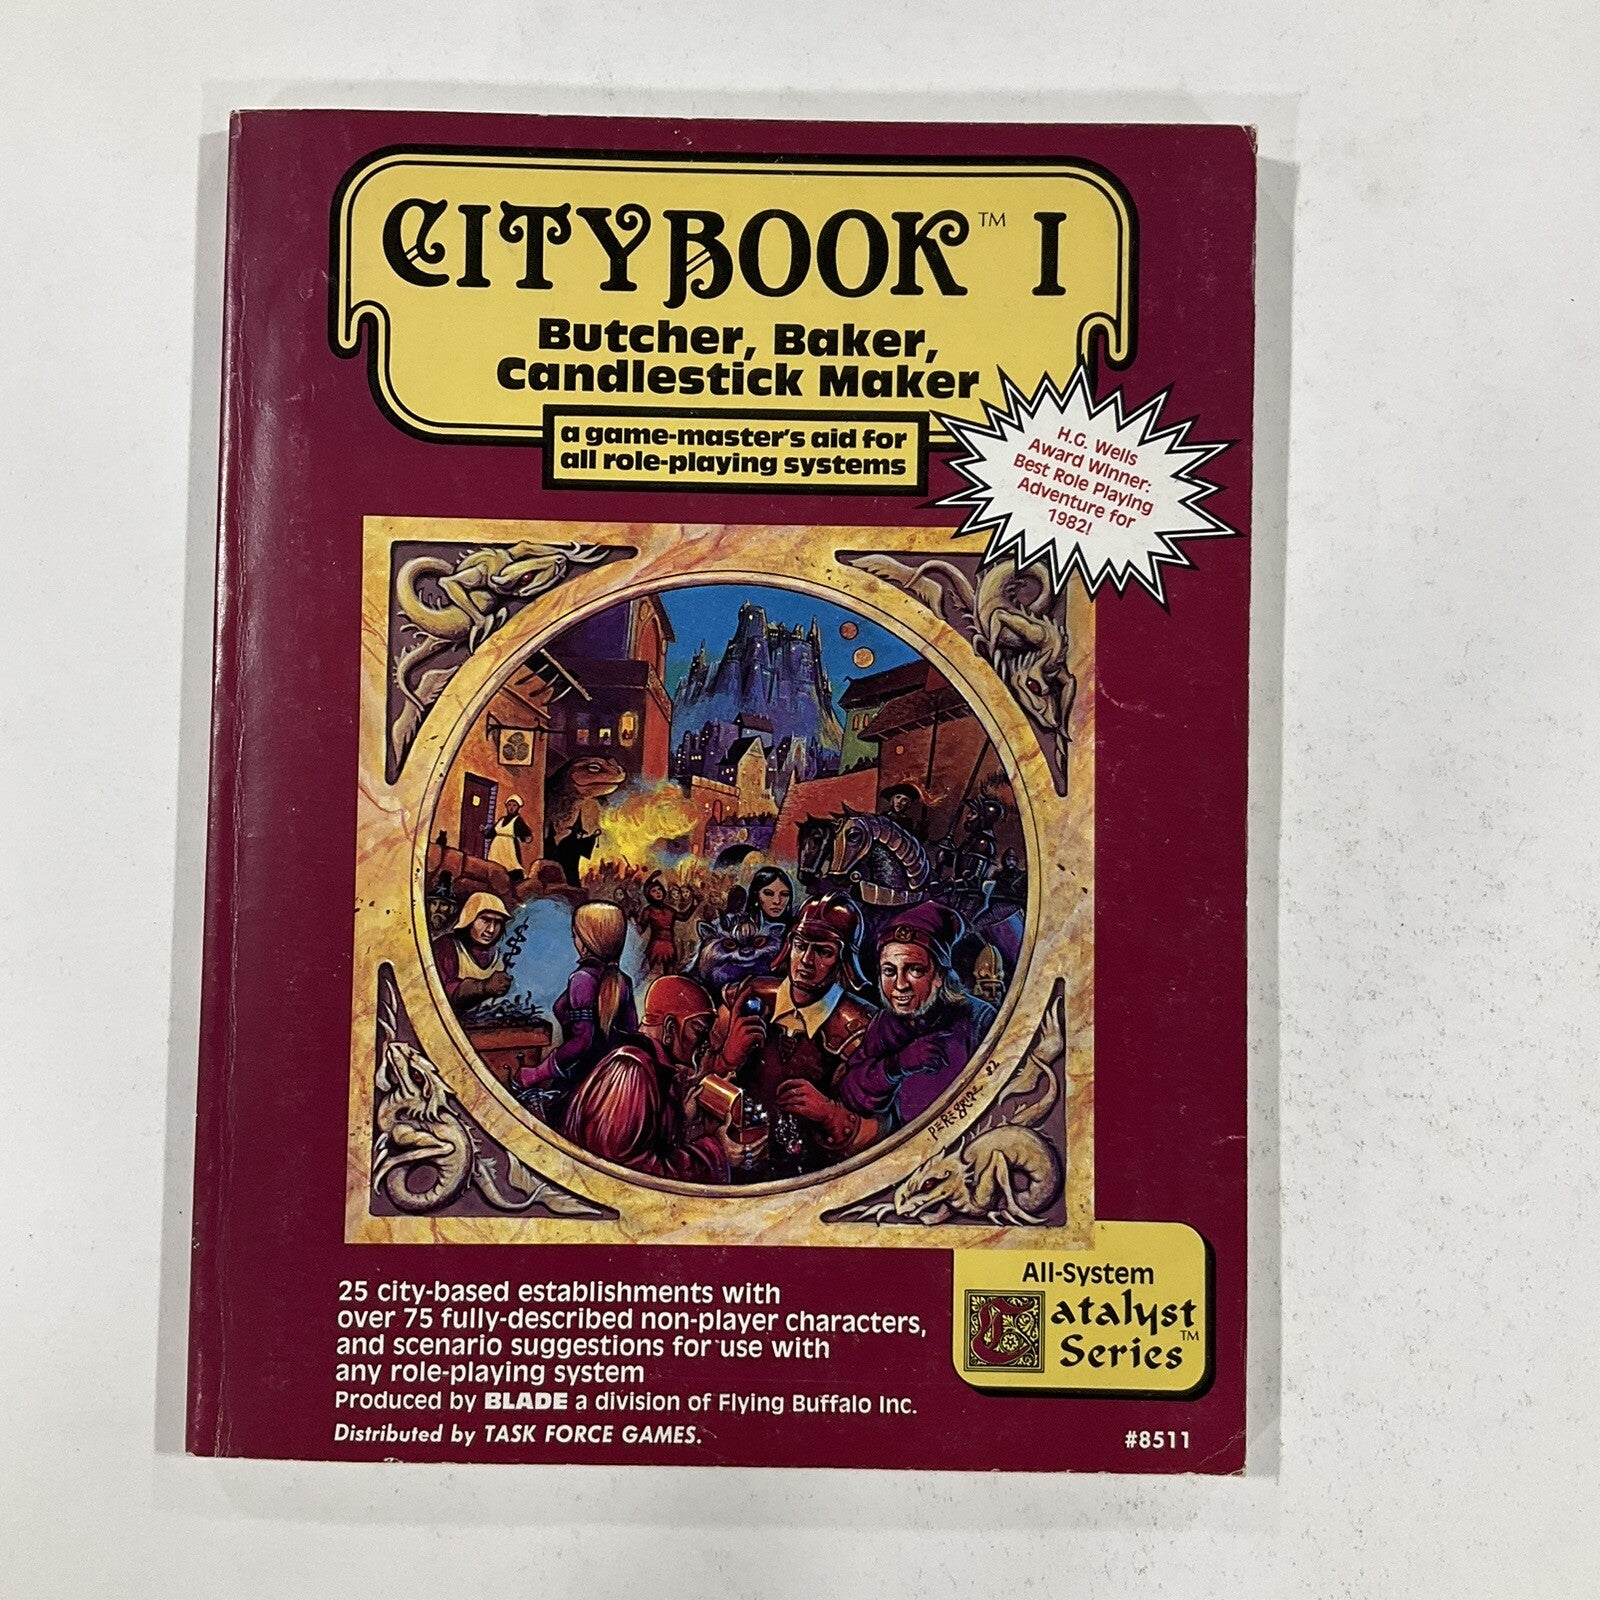 CITYBOOK™ I
Butcher, Baker,
Candlestick Maker
a game-master's aid for
all role-playing systems
H.G. Wells
Award Winner:
Best Role Playing
Adventure for
1982!
PEREGRINE 82
25 city-based establishments with
over 75 fully-described non-player characters,
and scenario suggestions for use with
any role-playing system
Produced by BLADE a division of Flying Buffalo Inc.
Distributed by TASK FORCE GAMES.
All-System
Catalyst
Series™
#8511